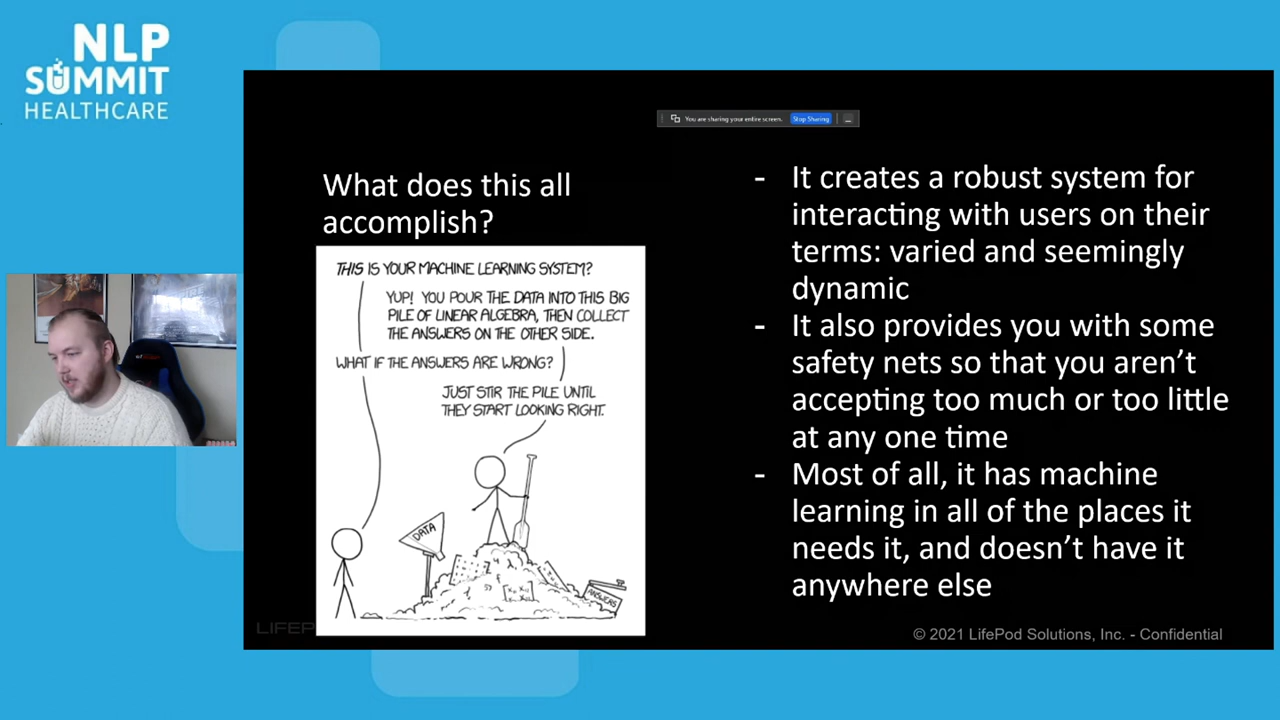 NLP
SUMMIT
HEALTHCARE
You are sharing your entire screen.
Stop Sharing
What does this all
accomplish?
THIS IS YOUR MACHINE LEARNING SYSTEM?
YUP! YOU POUR THE DATA INTO THIS BIG
PILE OF LINEAR ALGEBRA, THEN COLLECT
THE ANSWERS ON THE OTHER SIDE.
WHAT IF THE ANSWERS ARE WRONG?
JUST STIR THE PILE UNTIL
THEY START LOOKING RIGHT.
DATA
ANSWERS
LIFEP
- It creates a robust system for
interacting with users on their
terms: varied and seemingly
dynamic
- It also provides you with some
safety nets so that you aren't
accepting too much or too little
at any one time
- Most of all, it has machine
learning in all of the places it
needs it, and doesn't have it
anywhere else
© 2021 LifePod Solutions, Inc. - Confidential